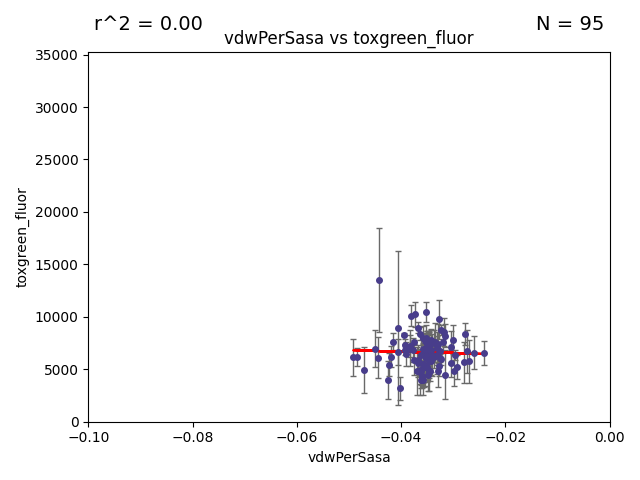 r^2 = 0.00
N = 95
vdwPerSasa vs toxgreen_fluor
35000
30000
25000
20000
15000
10000
5000
0
toxgreen_fluor
−0.10
−0.08
−0.06
−0.04
−0.02
0.00
vdwPerSasa